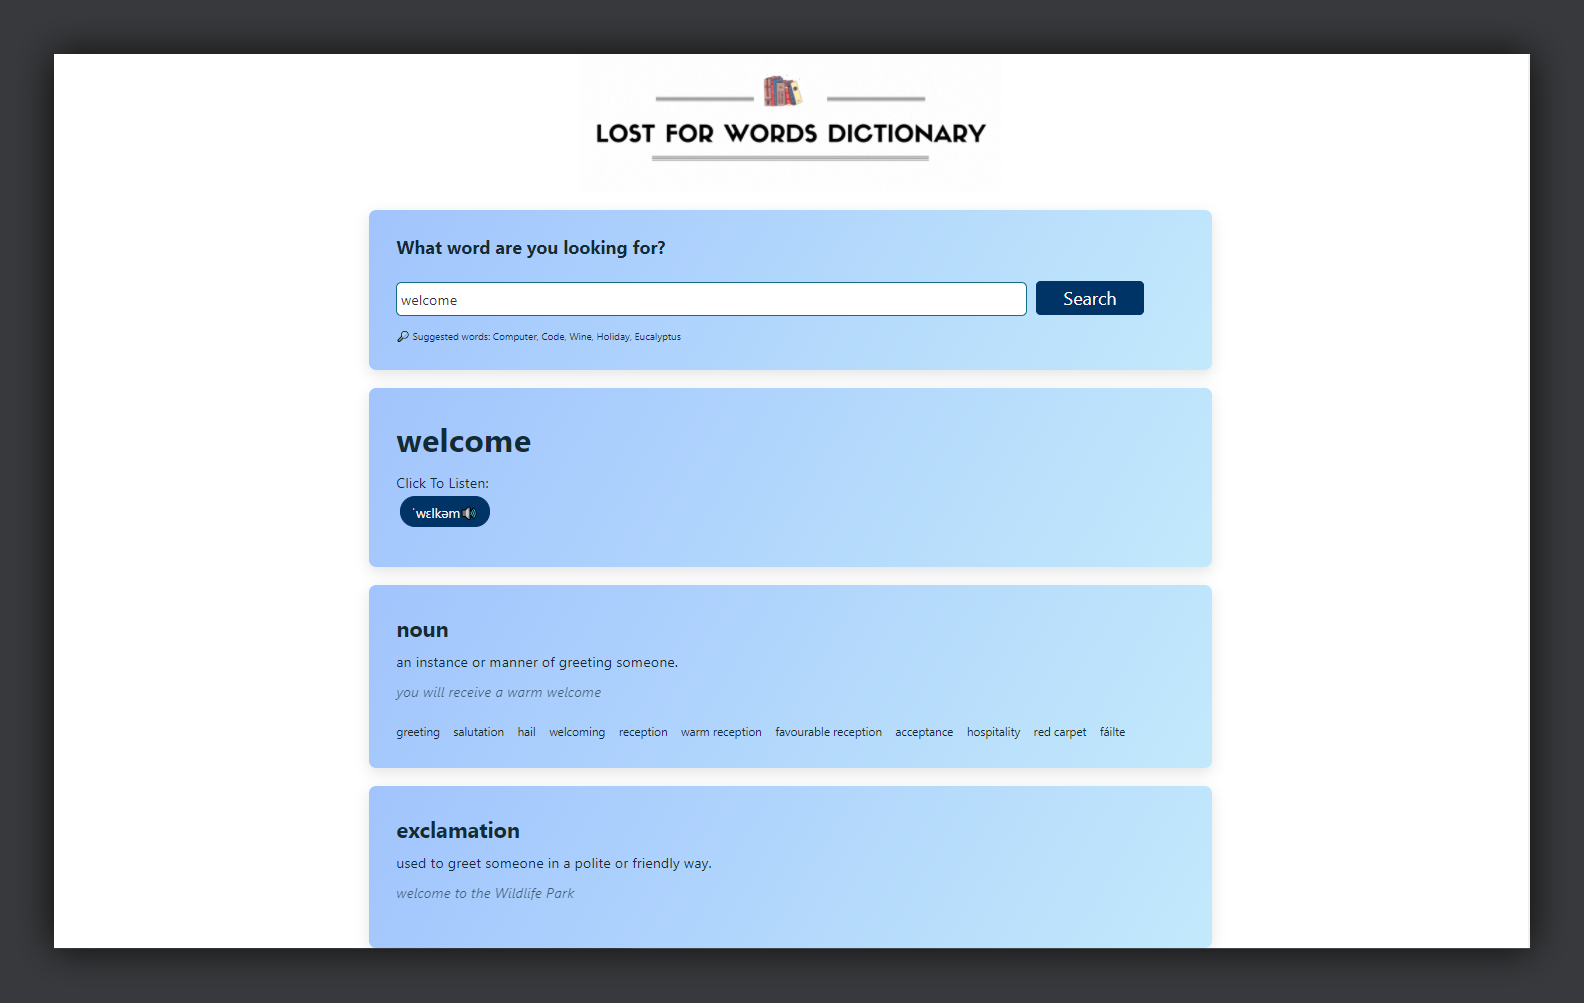 LOST FOR WORDS DICTIONARY
What word are you looking for?
welcome
Search
Suggested words: Computer, Code, Wine, Holiday, Eucalyptus
welcome
Click To Listen:
ˈwɛlkəm
noun
an instance or manner of greeting someone.
you will receive a warm welcome
greeting salutation hail welcoming reception warm reception favourable reception acceptance hospitality red carpet fáilte
exclamation
used to greet someone in a polite or friendly way.
welcome to the Wildlife Park